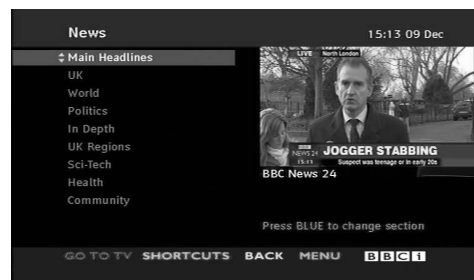 News
15:13 09 Dec
Main Headlines
UK
World
Politics
In Depth
UK Regions
Sci-Tech
Health
Community
LIVE North London
NEWS 24
15:13
JOGGER STABBING
Suspect was teenage or in early 20s
BBC News 24
Press BLUE to change section
GO TO TV SHORTCUTS BACK MENU BBCi